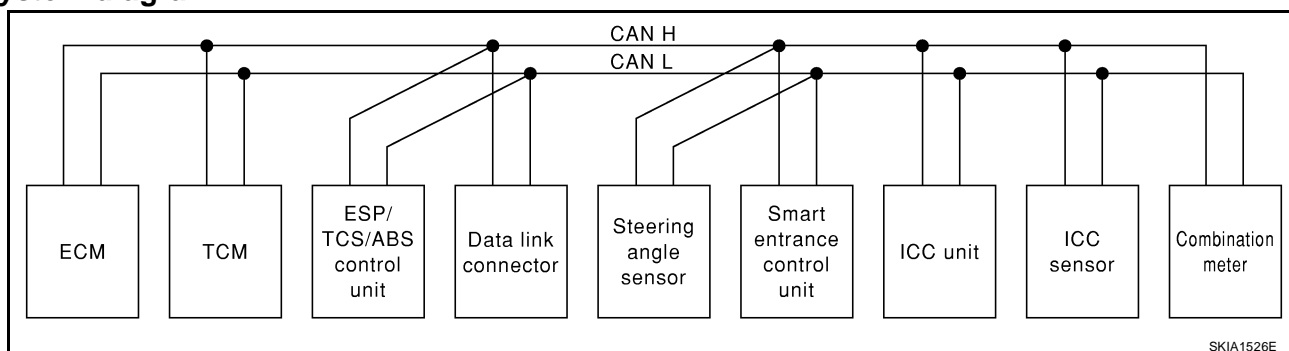 CAN H
CAN L
ECM
TCM
ESP/
TCS/ABS
control
unit
Data link
connector
Steering
angle
sensor
Smart
entrance
control
unit
ICC unit
ICC
sensor
Combination
meter
SKIA1526E